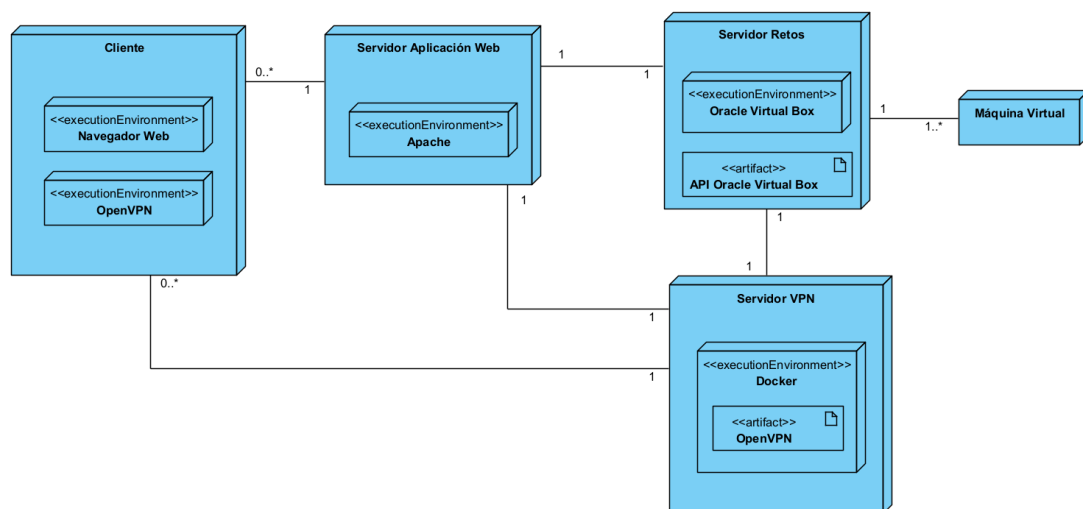 Cliente
<<executionEnvironment>>
Navegador Web
<<executionEnvironment>>
OpenVPN
0..*
1
Servidor Aplicación Web
<<executionEnvironment>>
Apache
1
1
Servidor Retos
<<executionEnvironment>>
Oracle Virtual Box
<<artifact>>
API Oracle Virtual Box
1
1..*
Máquina Virtual
1
1
1
1
0..*
1
Servidor VPN
<<executionEnvironment>>
Docker
<<artifact>>
OpenVPN